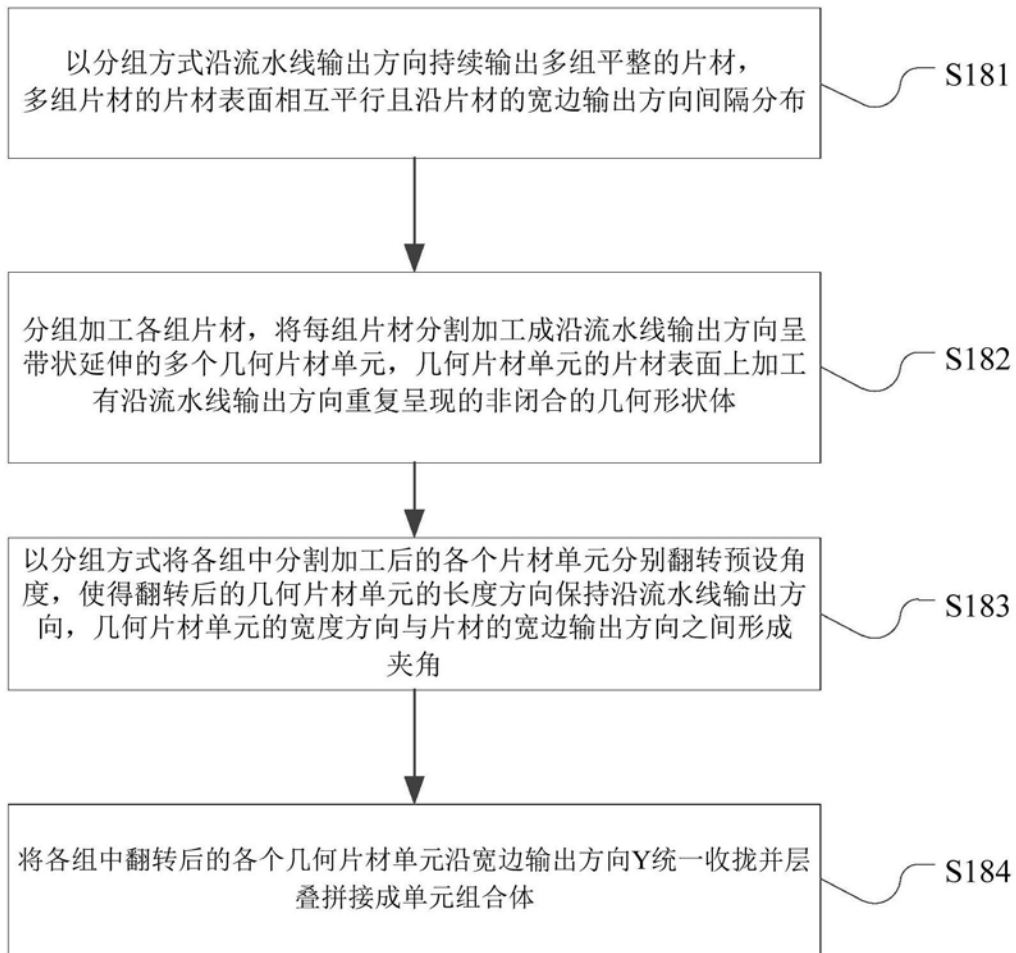 以分组方式沿流水线输出方向持续输出多组平整的片材，
多组片材的片材表面相互平行且沿片材的宽边输出方向间隔分布
S181
分组加工各组片材，将每组片材分割加工成沿流水线输出方向呈
带状延伸的多个几何片材单元，几何片材单元的片材表面上加工
有沿流水线输出方向重复呈现的非闭合的几何形状体
S182
以分组方式将各组中分割加工后的各个片材单元分别翻转预设角
度，使得翻转后的几何片材单元的长度方向保持沿流水线输出方
向，几何片材单元的宽度方向与片材的宽边输出方向之间形成
夹角
S183
将各组中翻转后的各个几何片材单元沿宽边输出方向Y统一收拢并层
叠拼接成单元组合体
S184